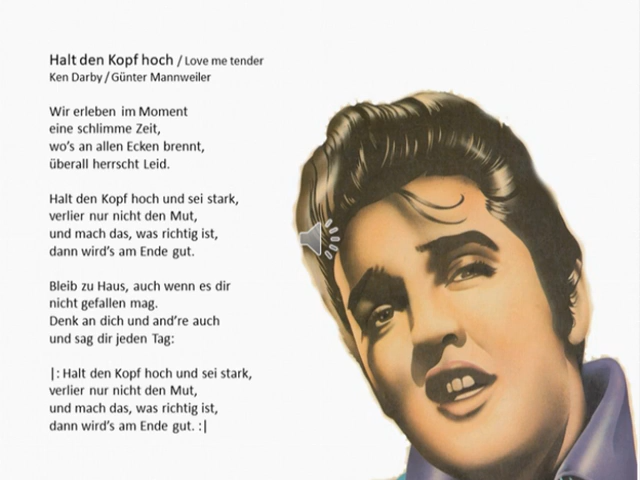 Halt den Kopf hoch / Love me tender
Ken Darby / Günter Mannweiler
Wir erleben im Moment
eine schlimme Zeit,
wo's an allen Ecken brennt,
überall herrscht Leid.
Halt den Kopf hoch und sei stark,
verlier nur nicht den Mut,
und mach das, was richtig ist,
dann wird's am Ende gut.
Bleib zu Haus, auch wenn es dir
nicht gefallen mag.
Denk an dich und and're auch
und sag dir jeden Tag:
|: Halt den Kopf hoch und sei stark,
verlier nur nicht den Mut,
und mach das, was richtig ist,
dann wird's am Ende gut. :|